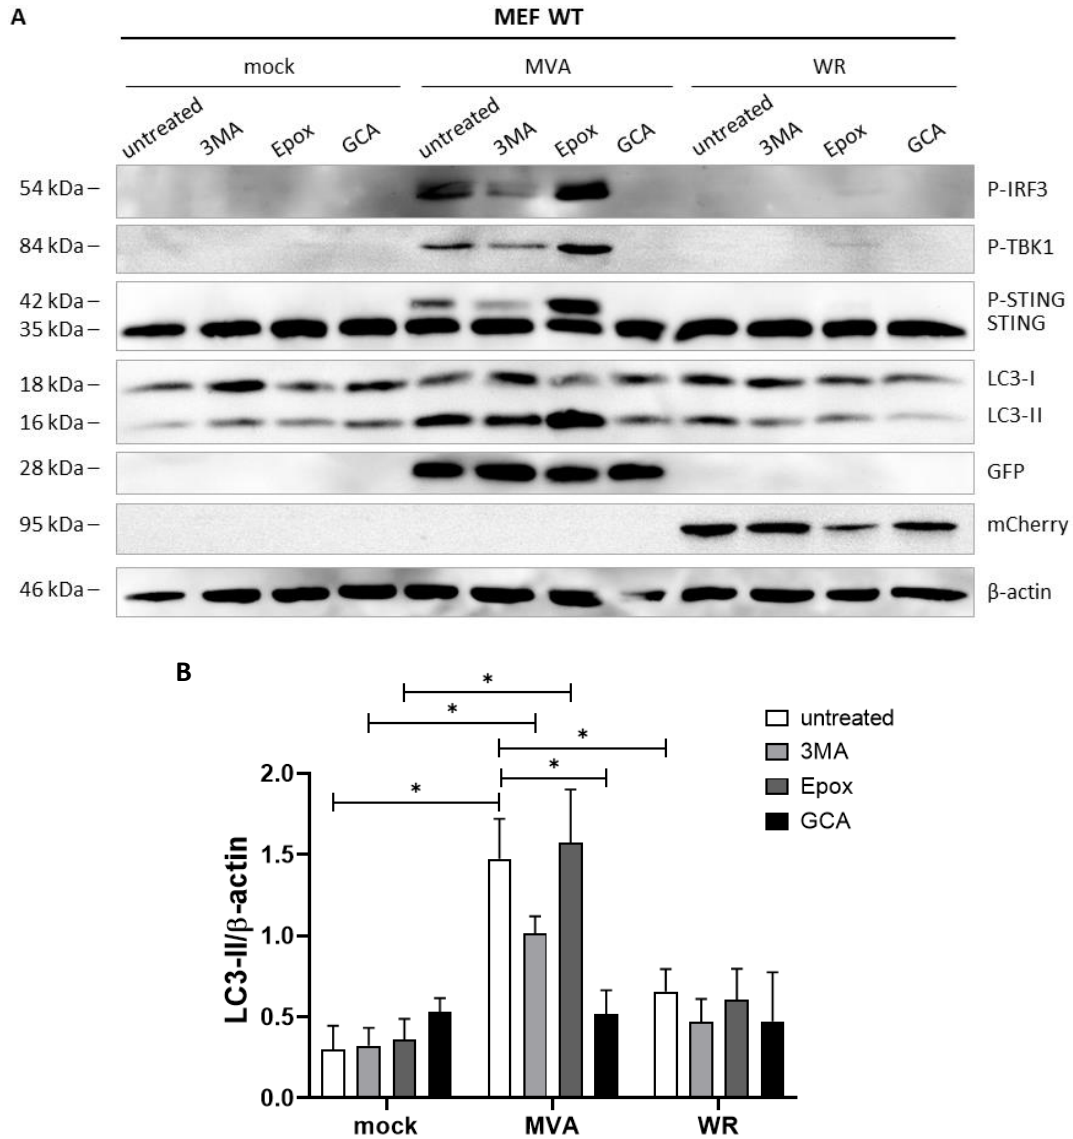 A
MEF WT
mock MVA WR
untreated 3MA Epox GCA untreated 3MA Epox GCA untreated 3MA Epox GCA
54 kDa – P-IRF3
84 kDa – P-TBK1
42 kDa – P-STING
35 kDa – STING
18 kDa – LC3-I
16 kDa – LC3-II
28 kDa – GFP
95 kDa – mCherry
46 kDa – β-actin
B
*
*
*
*
*
untreated
3MA
Epox
GCA
LC3-II/β-actin
2.0
1.5
1.0
0.5
0.0
mock MVA WR